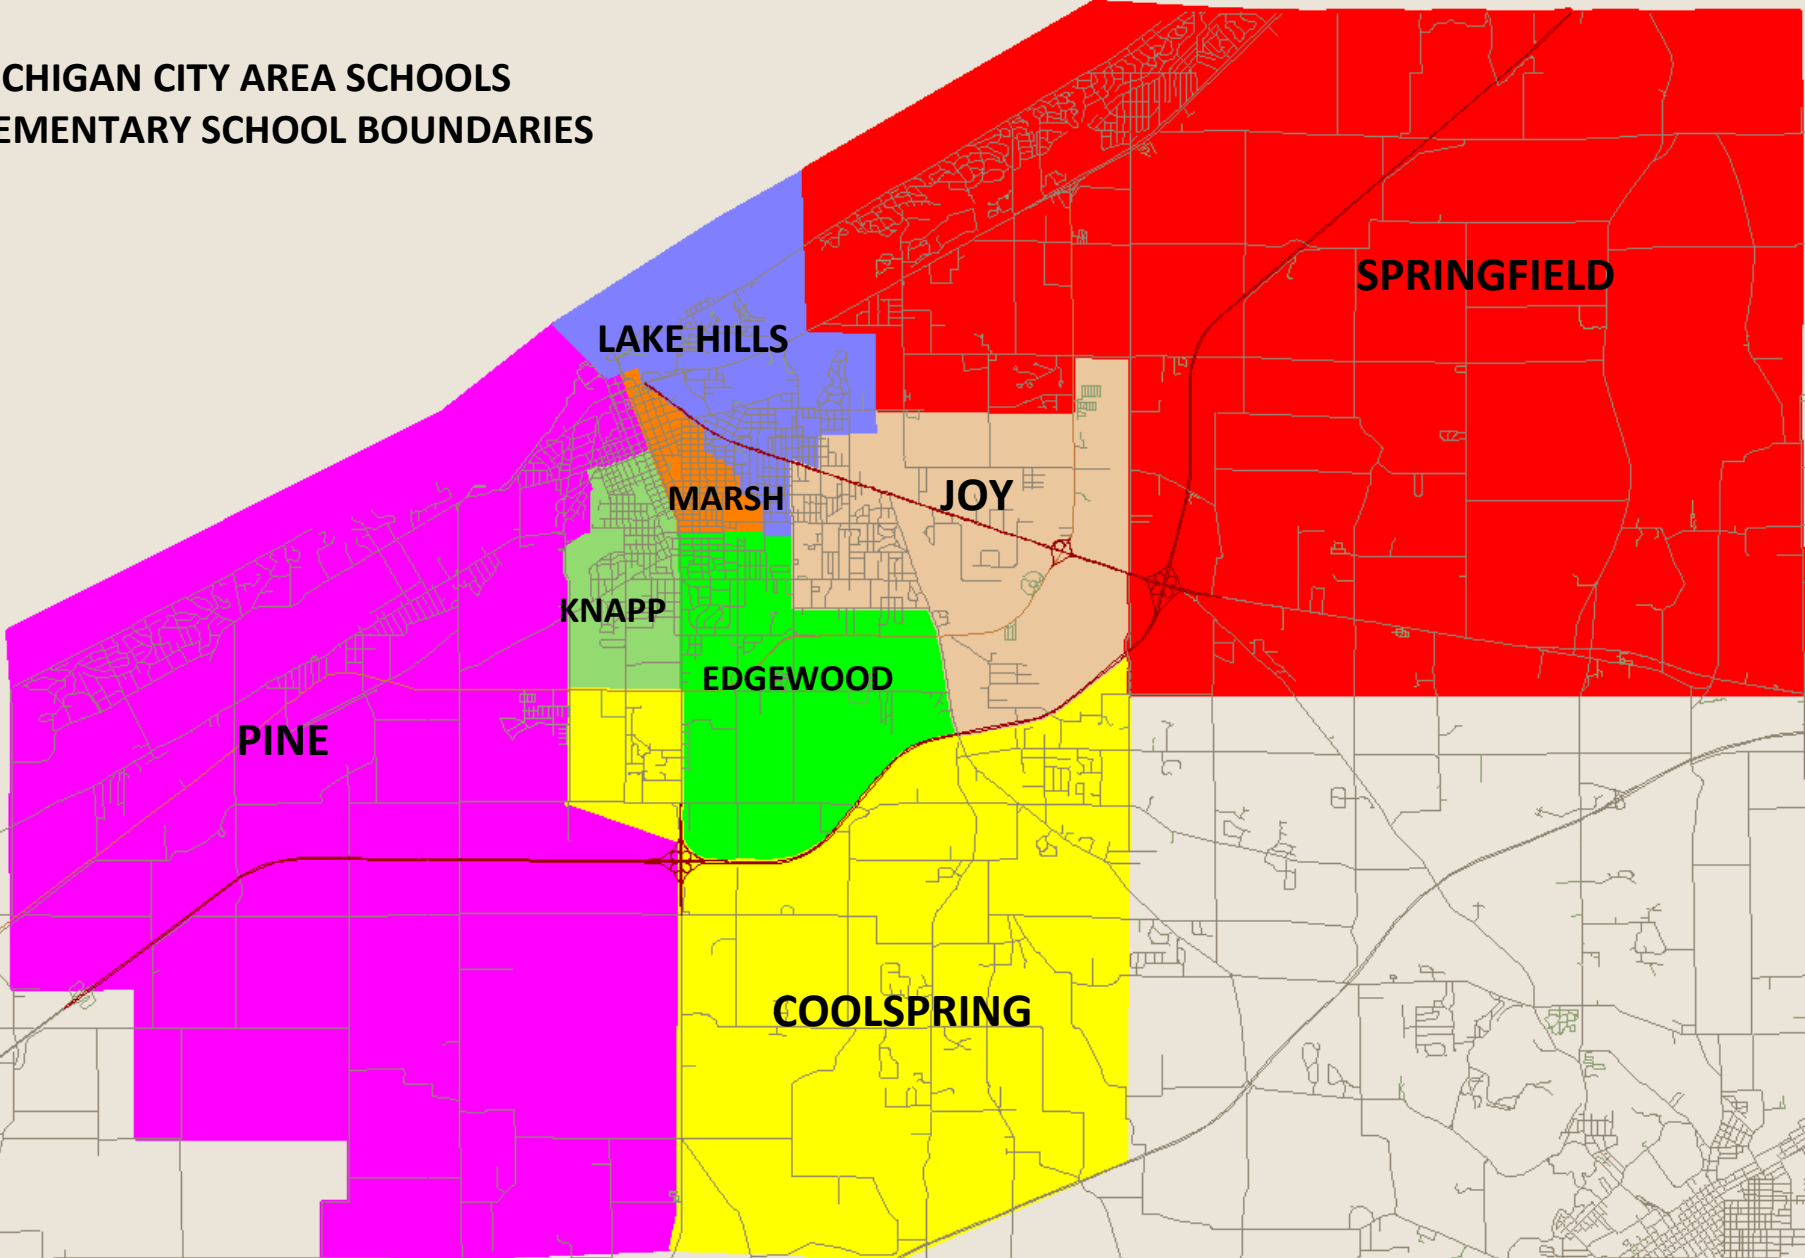 CHIGAN CITY AREA SCHOOLS
EMENTARY SCHOOL BOUNDARIES
SPRINGFIELD
LAKE HILLS
MARSH
JOY
KNAPP
EDGEWOOD
PINE
COOLSPRING